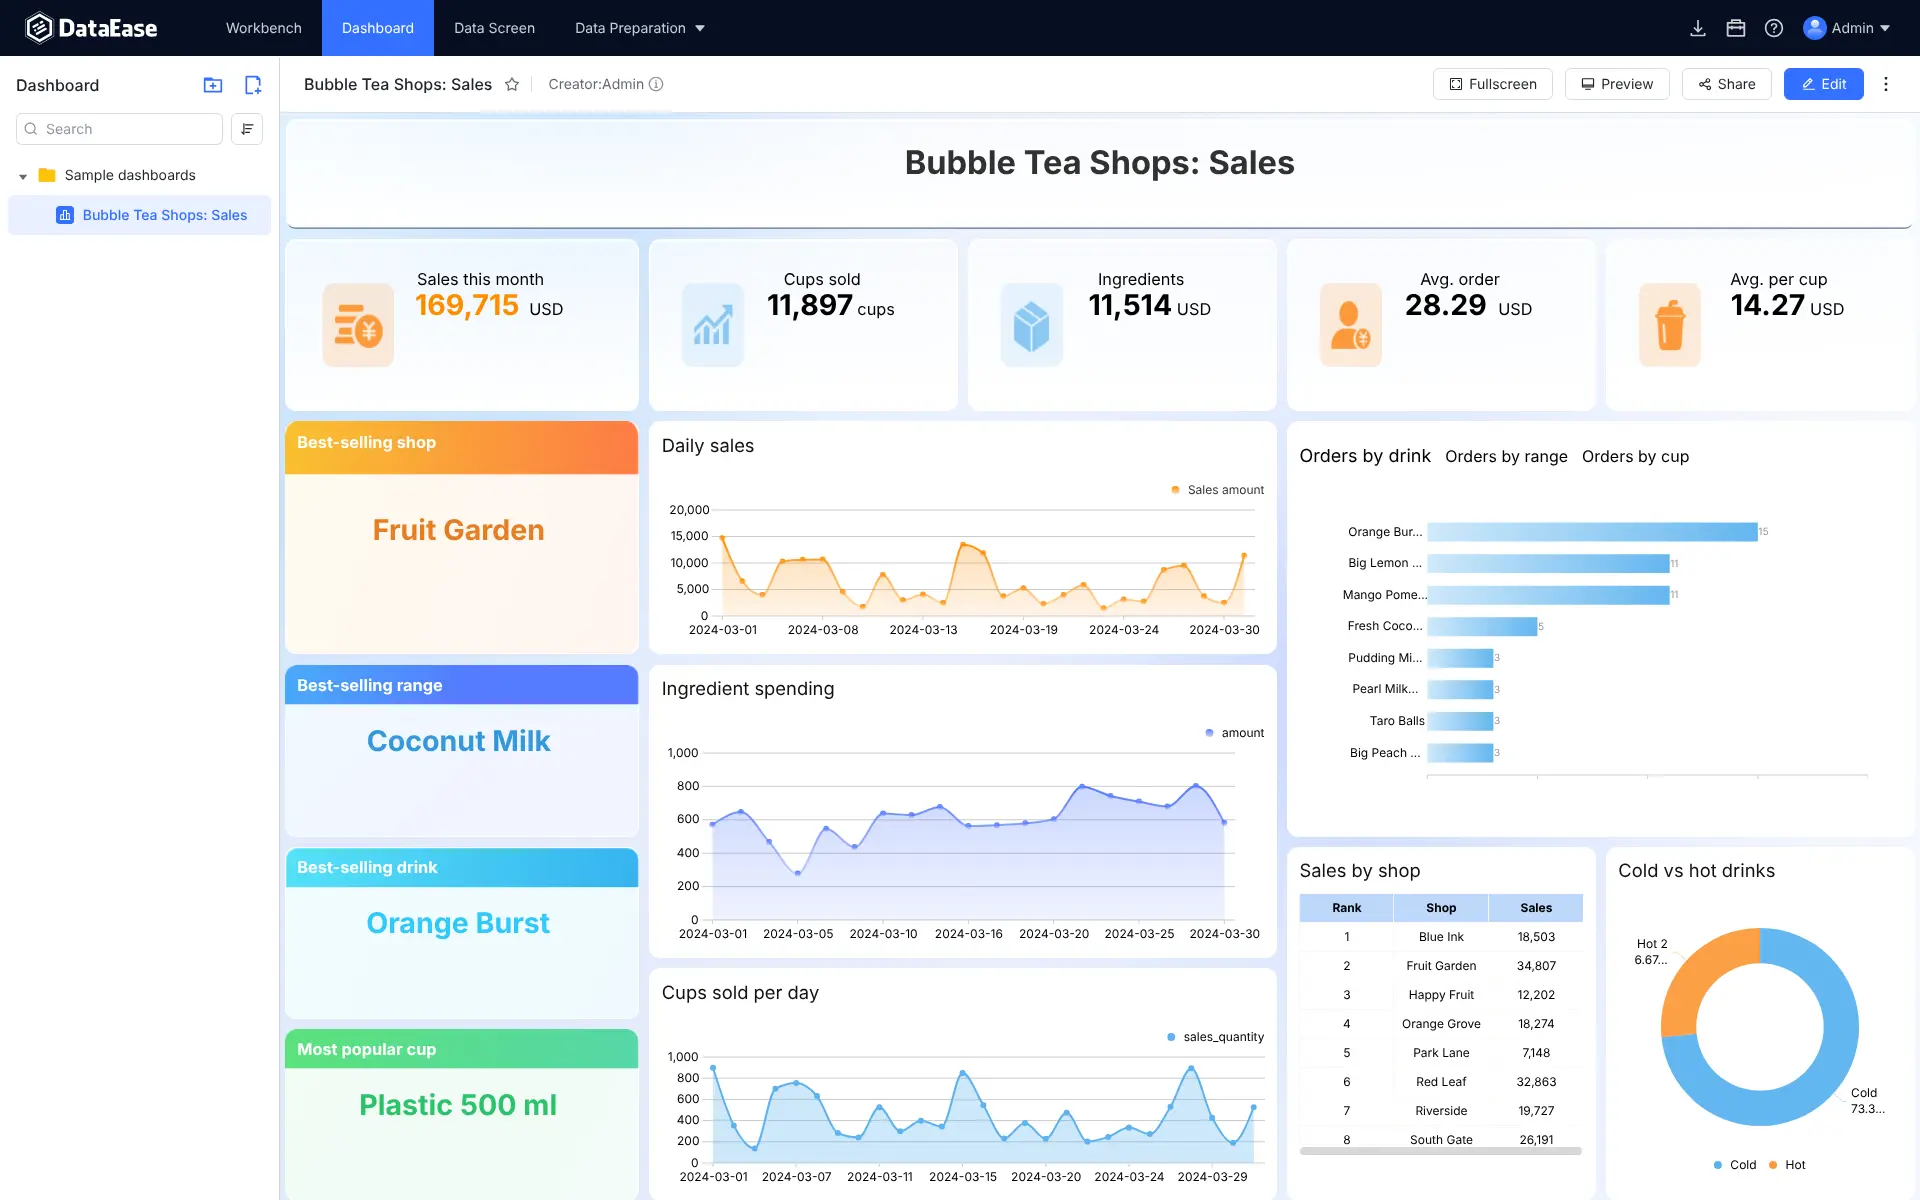 DataEase
Workbench
Dashboard
Data Screen
Data Preparation
Admin
Dashboard
Search
Sample dashboards
Bubble Tea Shops: Sales
Bubble Tea Shops: Sales
Creator:Admin
Fullscreen
Preview
Share
Edit
Bubble Tea Shops: Sales
Sales this month
169,715 USD
Cups sold
11,897 cups
Ingredients
11,514 USD
Avg. order
28.29 USD
Avg. per cup
14.27 USD
Best-selling shop
Fruit Garden
Best-selling range
Coconut Milk
Best-selling drink
Orange Burst
Most popular cup
Plastic 500 ml
Daily sales
Sales amount
20,000
15,000
10,000
5,000
0
2024-03-01
2024-03-08
2024-03-13
2024-03-19
2024-03-24
2024-03-30
Ingredient spending
amount
1,000
800
600
400
200
0
2024-03-01
2024-03-05
2024-03-10
2024-03-16
2024-03-20
2024-03-25
2024-03-30
Cups sold per day
sales_quantity
1,000
800
600
400
200
0
2024-03-01
2024-03-07
2024-03-11
2024-03-15
2024-03-20
2024-03-24
2024-03-29
Orders by drink
Orders by range
Orders by cup
Orange Bur... 15
Big Lemon ... 11
Mango Pome... 11
Fresh Coco... 5
Pudding Mi... 3
Pearl Milk... 3
Taro Balls 3
Big Peach ... 3
Sales by shop
Rank Shop Sales
1 Blue Ink 18,503
2 Fruit Garden 34,807
3 Happy Fruit 12,202
4 Orange Grove 18,274
5 Park Lane 7,148
6 Red Leaf 32,863
7 Riverside 19,727
8 South Gate 26,191
Cold vs hot drinks
Hot 2
6.67...
Cold
73.3...
Cold
Hot